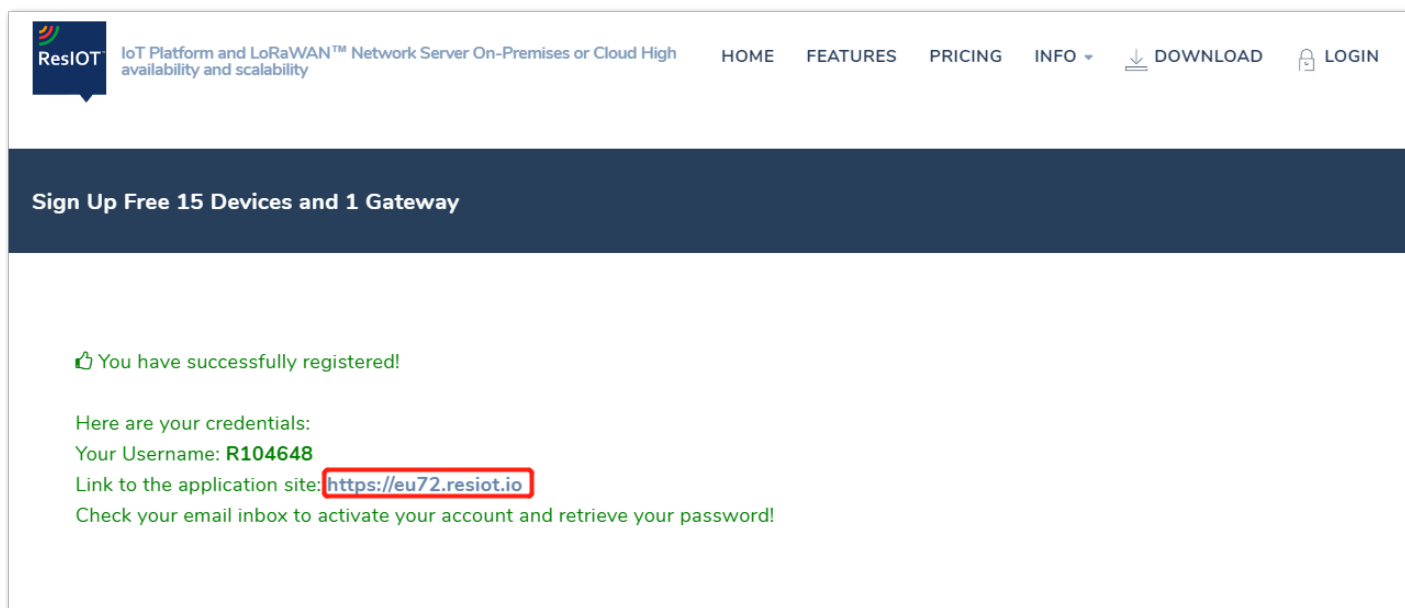 ResIOT
IoT Platform and LoRaWAN™ Network Server On-Premises or Cloud High
availability and scalability
HOME
FEATURES
PRICING
INFO
DOWNLOAD
LOGIN
Sign Up Free 15 Devices and 1 Gateway
You have successfully registered!
Here are your credentials:
Your Username: R104648
Link to the application site: https://eu72.resiot.io
Check your email inbox to activate your account and retrieve your password!